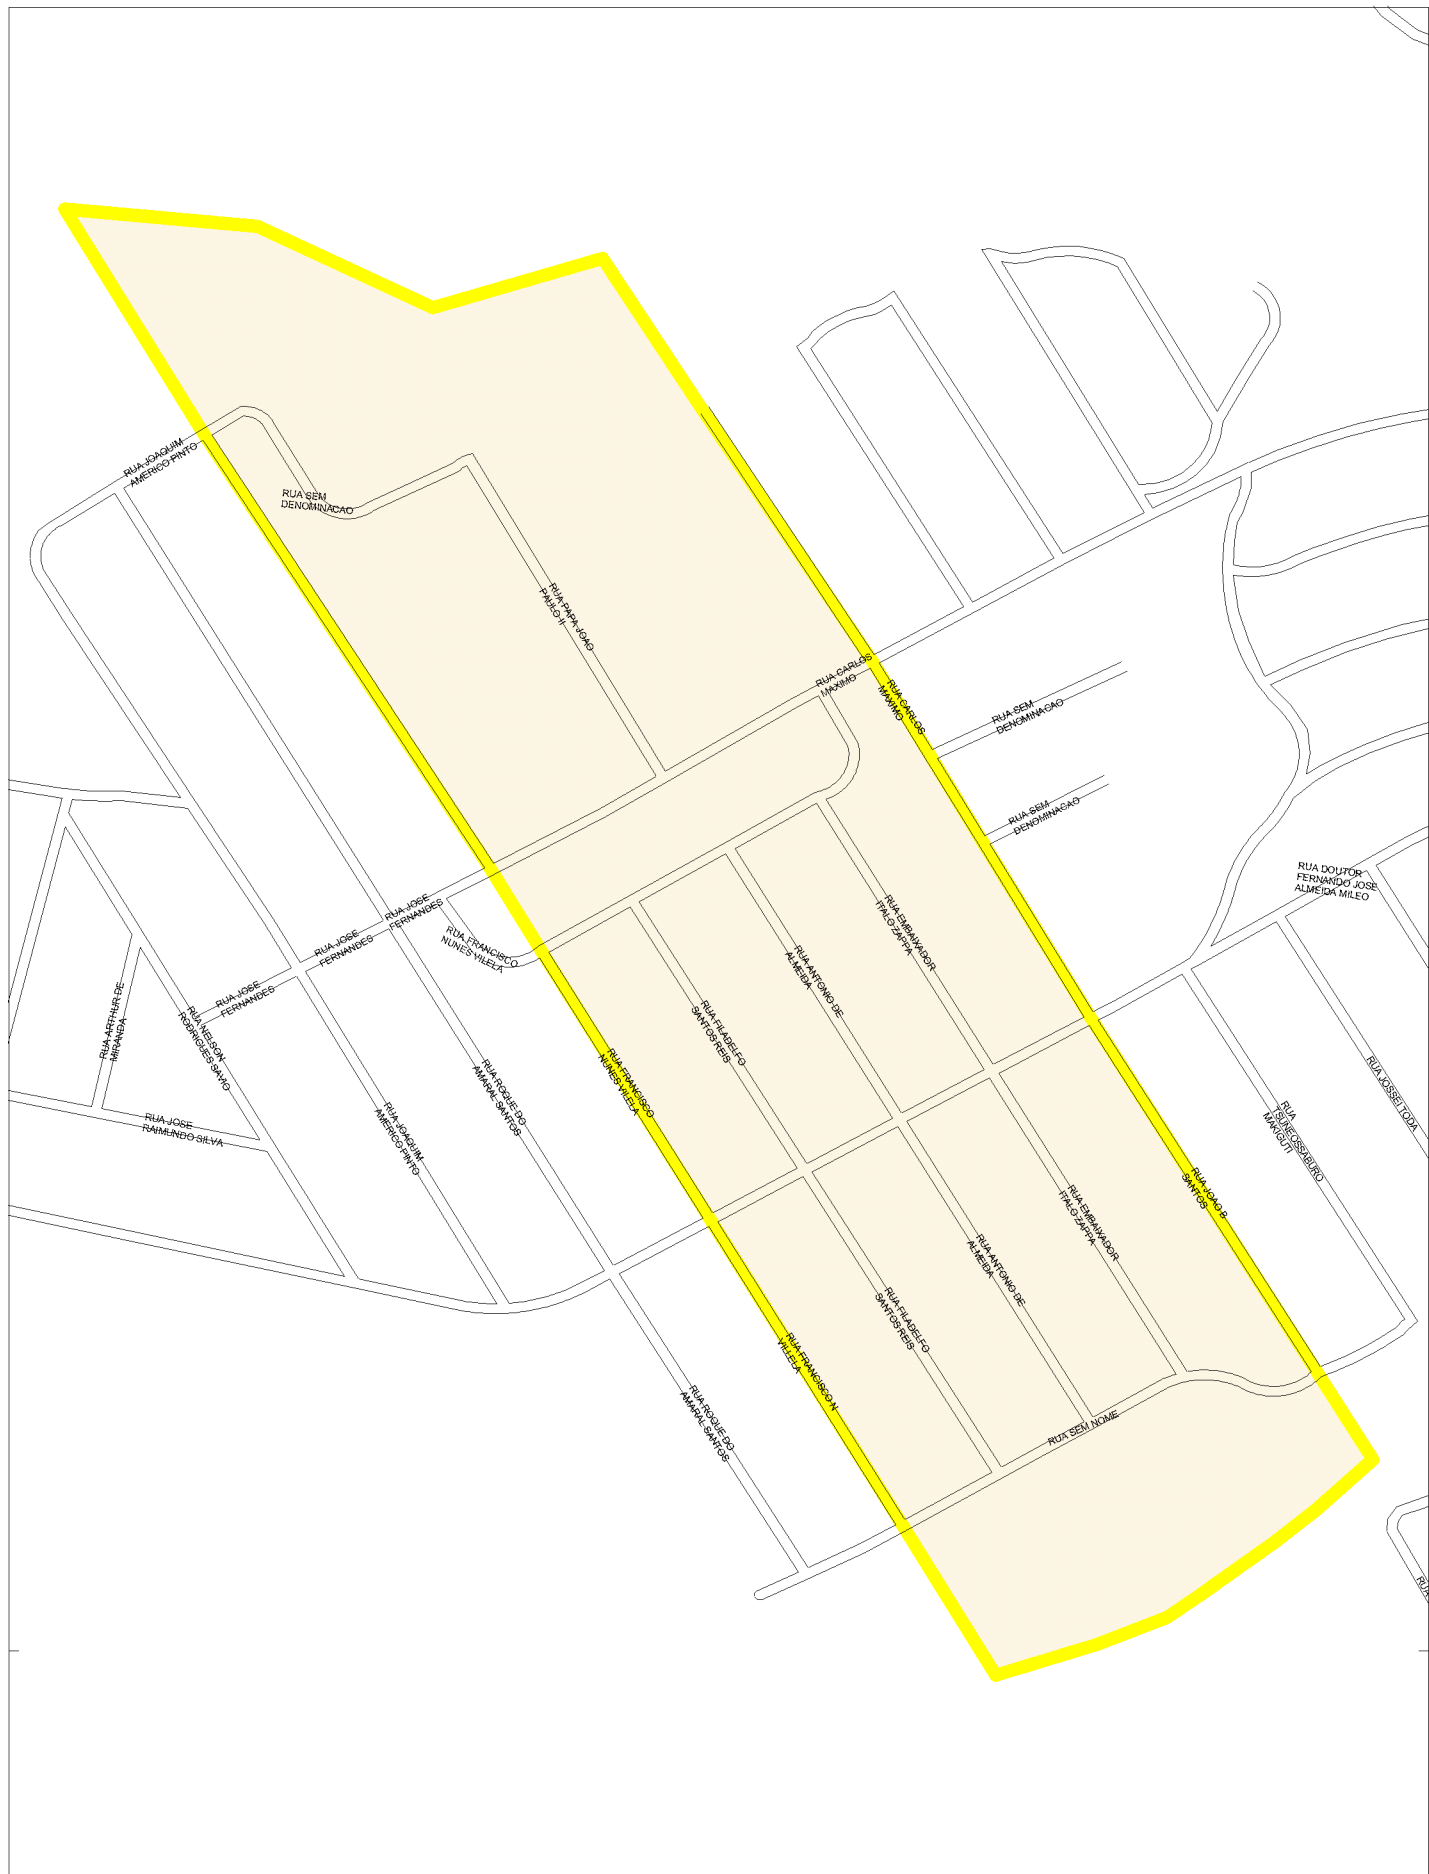 RUA JOAQUIM
AMERICO PINTO
RUA SEM
DENOMINACAO
RUA PAPA JOAO
PAULO II
RUA CARLOS
MAXIMO
RUA CARLOS
MAXIMO
RUA SEM
DENOMINACAO
RUA SEM
DENOMINACAO
RUA DOUTOR
FERNANDO JOSE
ALMEIDA MILEO
RUA JOSE
FERNANDES
RUA JOSE
FERNANDES
RUA JOSE
FERNANDES
RUA FRANCISCO
NUNES VILELA
RUA EMBAIXADOR
ITALO ZAPPA
RUA ANTONIO DE
ALMEIDA
RUA FILADELFO
SANTOS REIS
RUA ARTHUR DE
MIRANDA
RUA NELSON
RODRIGUES SAVIO
RUA JOSE
RAIMUNDO SILVA
RUA JOAQUIM
AMERICO PINTO
RUA ROQUE DO
AMARAL SANTOS
RUA FRANCISCO
NUNES VILELA
RUA JOSSEI TODA
RUA
TSUNEOSSABURO
MAKIGUTI
RUA JOAO B
SANTOS
RUA EMBAIXADOR
ITALO ZAPPA
RUA ANTONIO DE
ALMEIDA
RUA FILADELFO
SANTOS REIS
RUA FRANCISCO N
VILLELA
RUA ROQUE DO
AMARAL SANTOS
RUA SEM NOME
RUA